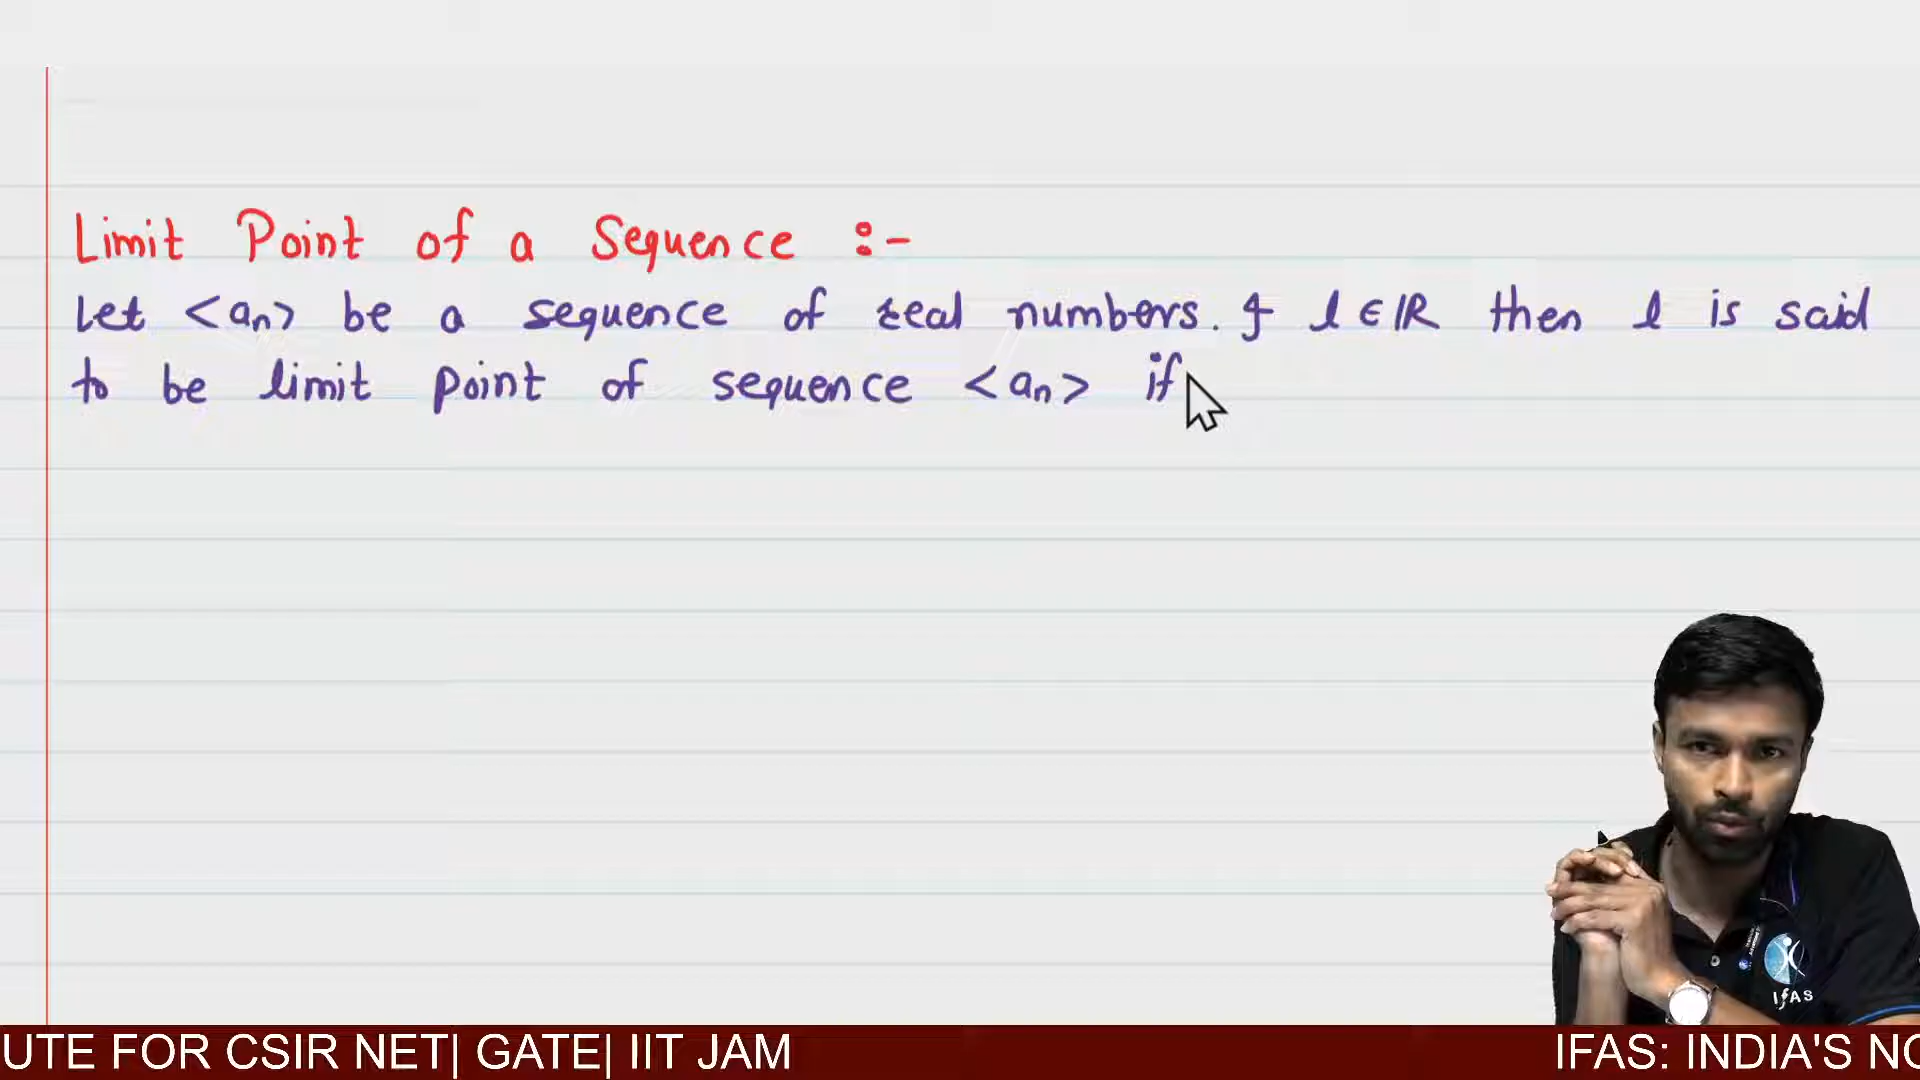 Limit Point of a Sequence :-
Let <aₙ> be a sequence of real numbers. If l ∈ ℝ then l is said
to be limit point of sequence <aₙ> if
IFAS
UTE FOR CSIR NET| GATE| IIT JAM IFAS: INDIA'S NO